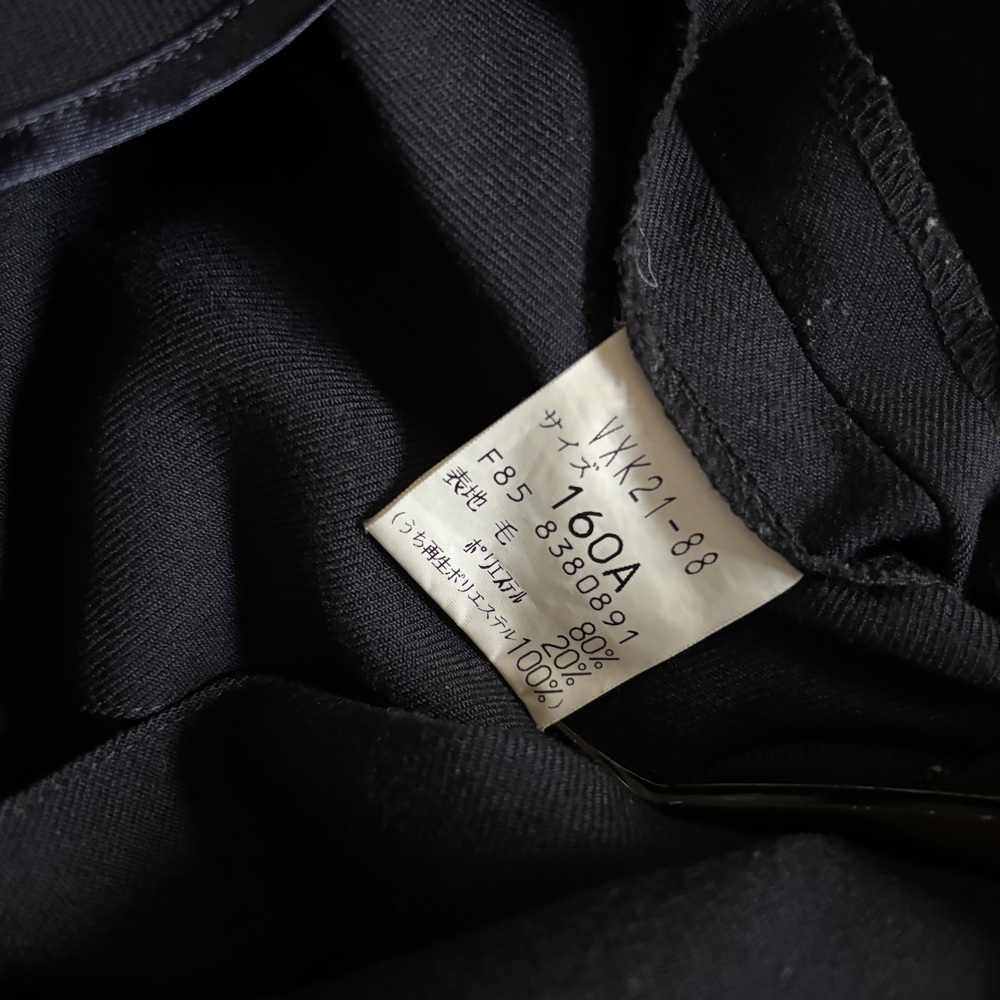 VXK21-88
サイズ 160A
F85 8380891
表地 毛 80%
ポリエステル 20%
(うち再生ポリエステル100%)